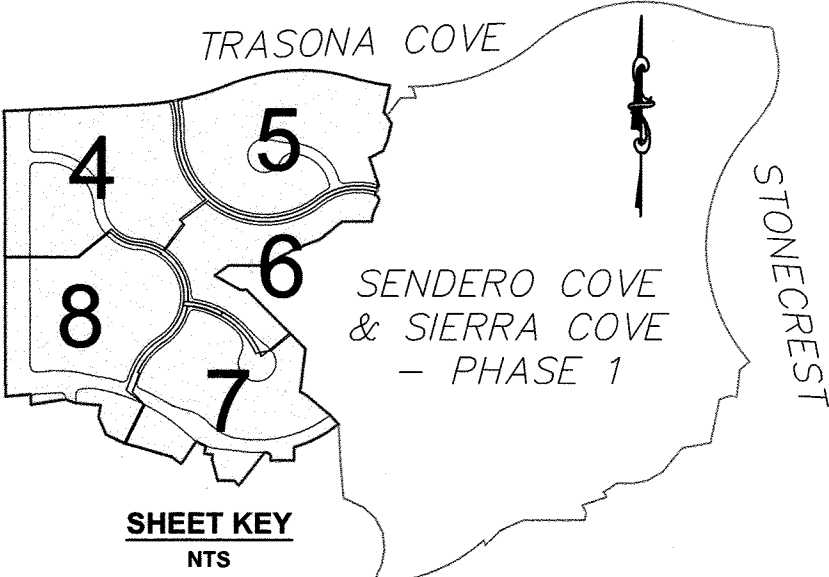 TRASONA COVE
5
4
STONECREST
6
SENDERO COVE
& SIERRA COVE
- PHASE 1
8
7
SHEET KEY
NTS